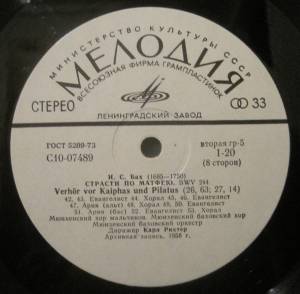 МИНИСТЕРСТВО КУЛЬТУРЫ СССР
МЕЛОДИЯ
ВСЕСОЮЗНАЯ ФИРМА ГРАМПЛАСТИНОК
СТЕРЕО
33
ЛЕНИНГРАДСКИЙ ЗАВОД
ГОСТ 5289-73
С10-07489
вторая гр-5
1-20
(8 сторон)
И. С. Бах (1685—1750)
СТРАСТИ ПО МАТФЕЮ, BWV 244
Verhör vor Kaiphas und Pilatus (26, 63; 27, 14)
42, 43. Евангелист 44. Хорал 45, 46. Евангелист
47. Ария (альт) 48. Хорал 49, 50. Евангелист
51. Ария (бас) 52. Евангелист 53. Хорал
Мюнхенский хор мальчиков. Мюнхенский баховский хор
Мюнхенский баховский оркестр
Дирижер Карл Рихтер
Архивная запись, 1958 г.